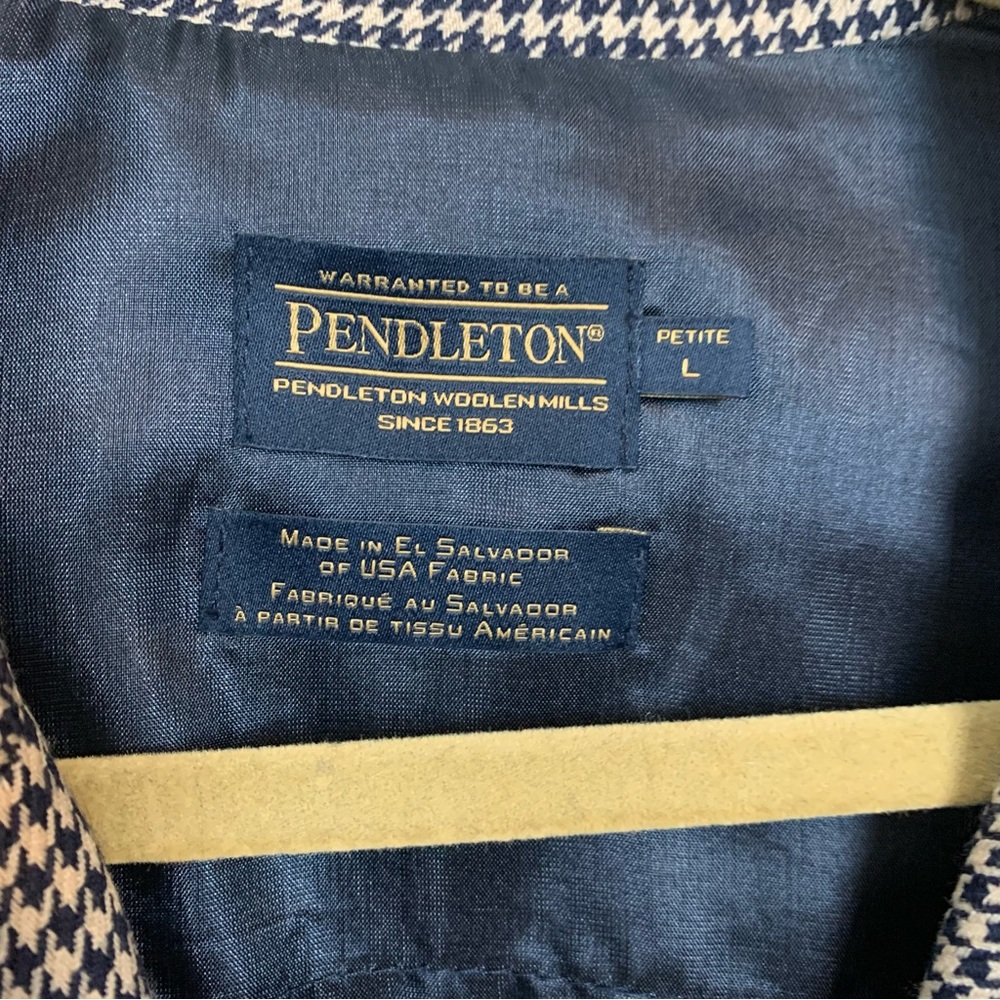 WARRANTED TO BE A
PENDLETON®
PENDLETON WOOLEN MILLS
SINCE 1863
PETITE
L
MADE IN EL SALVADOR
OF USA FABRIC
FABRIQUÉ AU SALVADOR
À PARTIR DE TISSU AMÉRICAIN